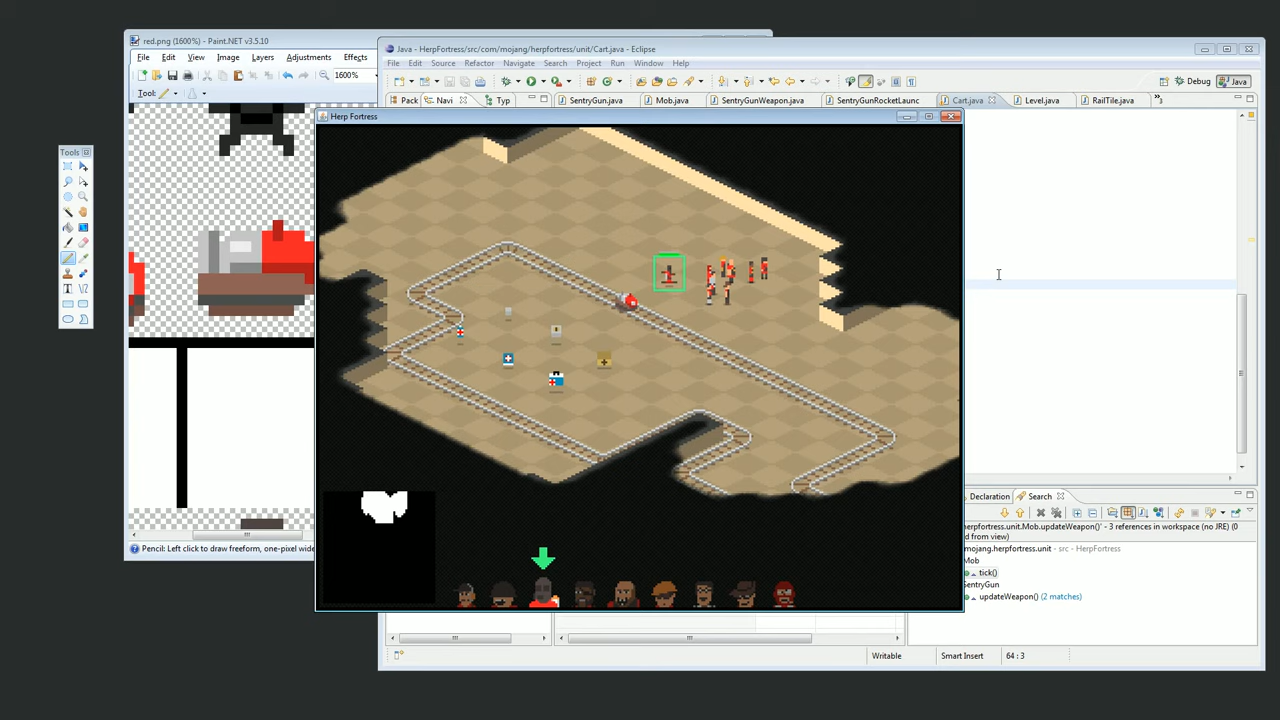 red.png (1600%) - Paint.NET v3.5.10
File Edit View Image Layers Adjustments Effects
1600%
Tool:
Tools
Pencil: Left click to draw freeform, one-pixel wide
Java - HerpFortress/src/com/mojang/herpfortress/unit/Cart.java - Eclipse
File Edit Source Refactor Navigate Search Project Run Window Help
Debug Java
Pack Navi Typ SentryGun.java Mob.java SentryGunWeapon.java SentryGunRocketLaunc Cart.java Level.java RailTile.java
Herp Fortress
Declaration Search
herpfortress.unit.Mob.updateWeapon()' - 3 references in workspace (no JRE) (0
d from view)
mojang.herpfortress.unit - src - HerpFortress
Mob
tick()
SentryGun
updateWeapon() (2 matches)
Writable Smart Insert 64 : 3